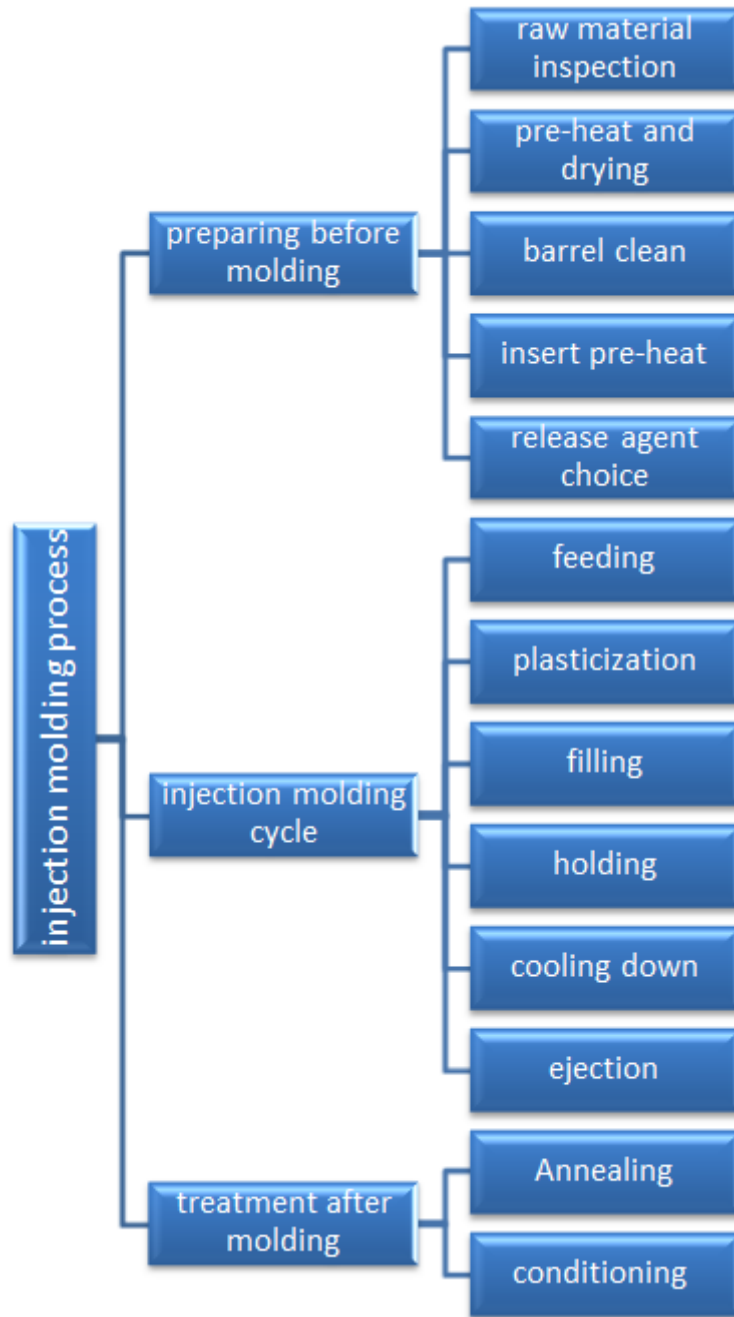 injection molding process
preparing before
molding
raw material
inspection
pre-heat and
drying
barrel clean
insert pre-heat
release agent
choice
injection molding
cycle
feeding
plasticization
filling
holding
cooling down
ejection
treatment after
molding
Annealing
conditioning